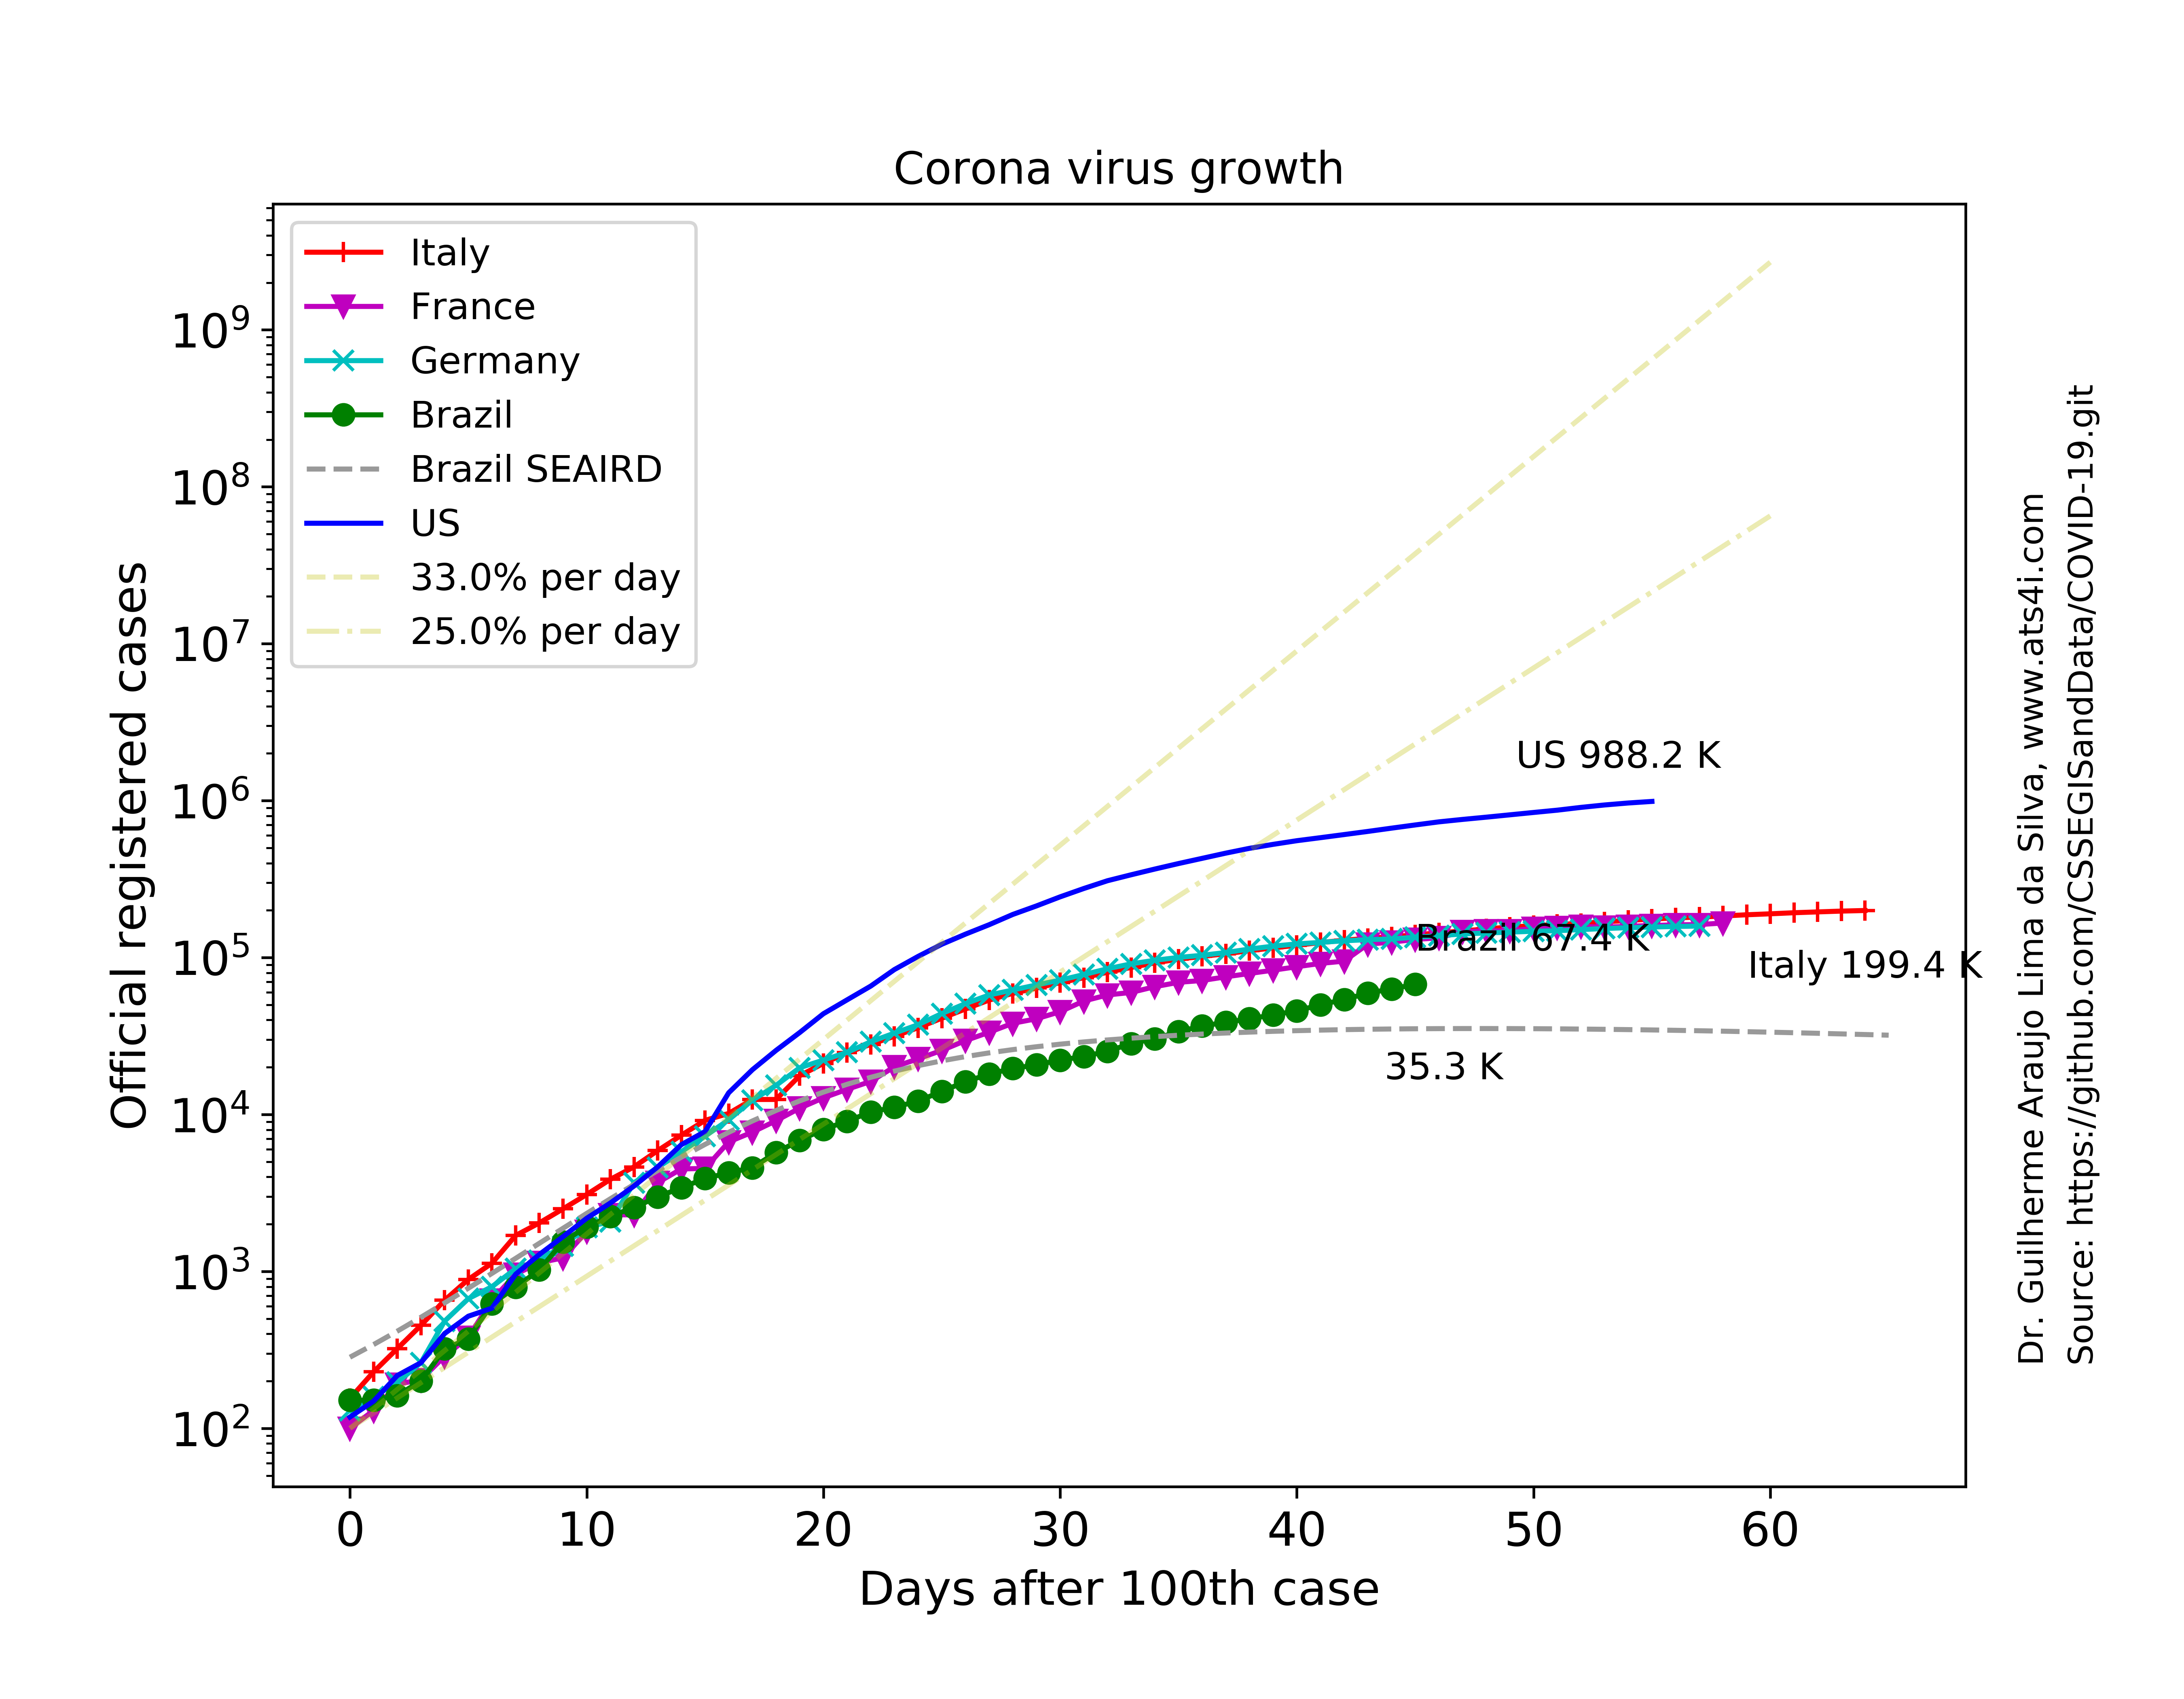 Corona virus growth
Italy
France
Germany
Brazil
Brazil SEAIRD
US
33.0% per day
25.0% per day
10⁹
10⁸
10⁷
10⁶
10⁵
10⁴
10³
10²
Official registered cases
US 988.2 K
Brazil 67.4 K
Italy 199.4 K
35.3 K
0 10 20 30 40 50 60
Days after 100th case
Dr. Guilherme Araujo Lima da Silva, www.ats4i.com
Source: https://github.com/CSSEGISandData/COVID-19.git